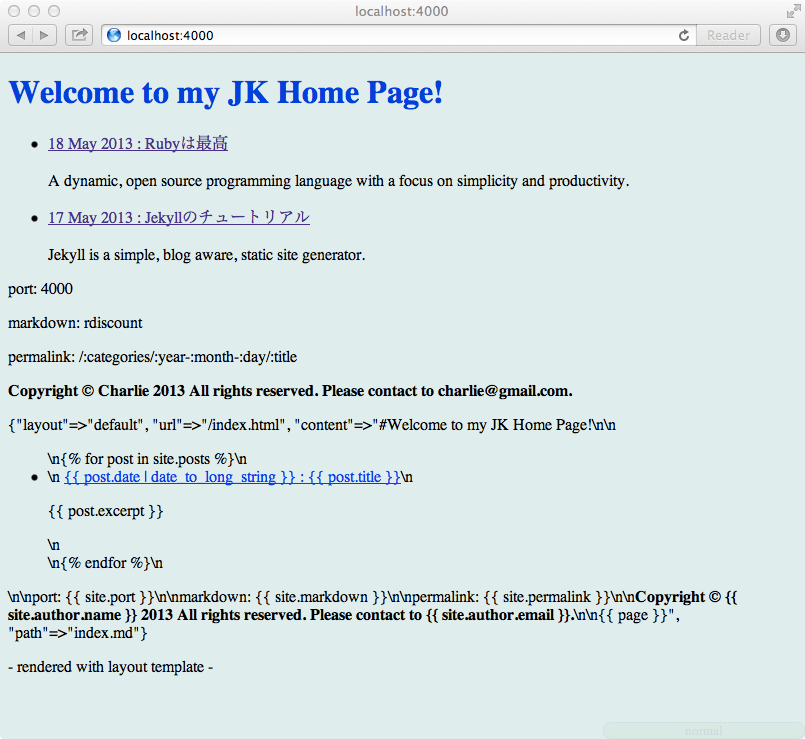 localhost:4000
localhost:4000
Reader
Welcome to my JK Home Page!
18 May 2013 : Rubyは最高
A dynamic, open source programming language with a focus on simplicity and productivity.
17 May 2013 : Jekyllのチュートリアル
Jekyll is a simple, blog aware, static site generator.
port: 4000
markdown: rdiscount
permalink: /:categories/:year-:month-:day/:title
Copyright © Charlie 2013 All rights reserved. Please contact to charlie@gmail.com.
{"layout"=>"default", "url"=>"/index.html", "content"=>"#Welcome to my JK Home Page!\n\n
\n{% for post in site.posts %}\n
\n {{ post.date | date_to_long_string }} : {{ post.title }}\n
{{ post.excerpt }}
\n
\n{% endfor %}\n
\n\nport: {{ site.port }}\n\nmarkdown: {{ site.markdown }}\n\npermalink: {{ site.permalink }}\n\nCopyright © {{
site.author.name }} 2013 All rights reserved. Please contact to {{ site.author.email }}.\n\n{{ page }}",
"path"=>"index.md"}
- rendered with layout template -
normal